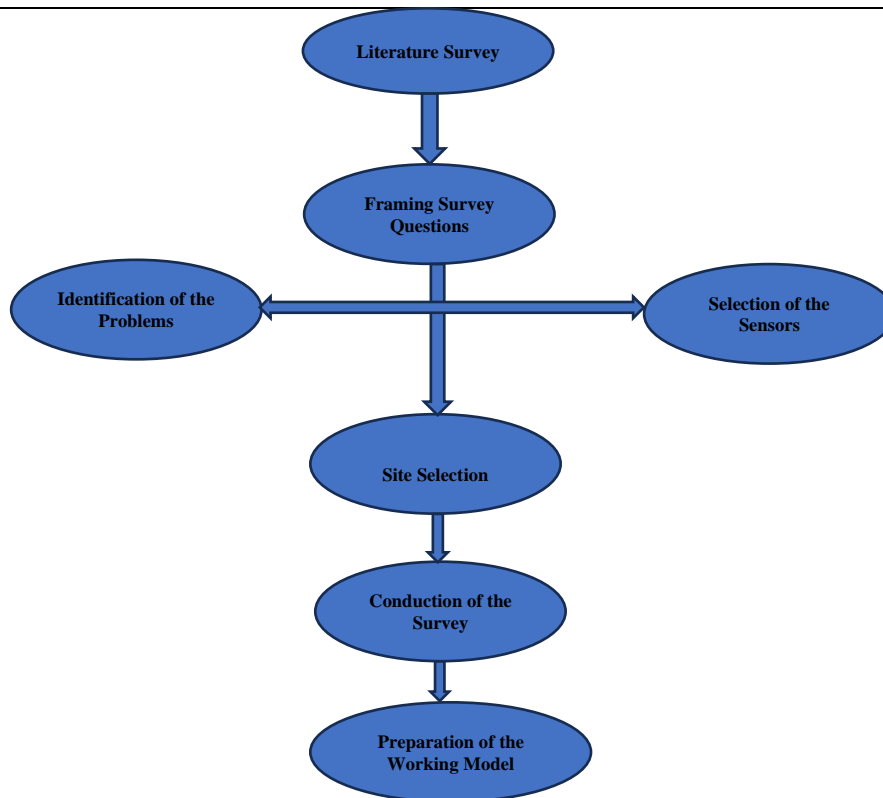 Literature Survey
Framing Survey
Questions
Identification of the
Problems
Selection of the
Sensors
Site Selection
Conduction of the
Survey
Preparation of the
Working Model